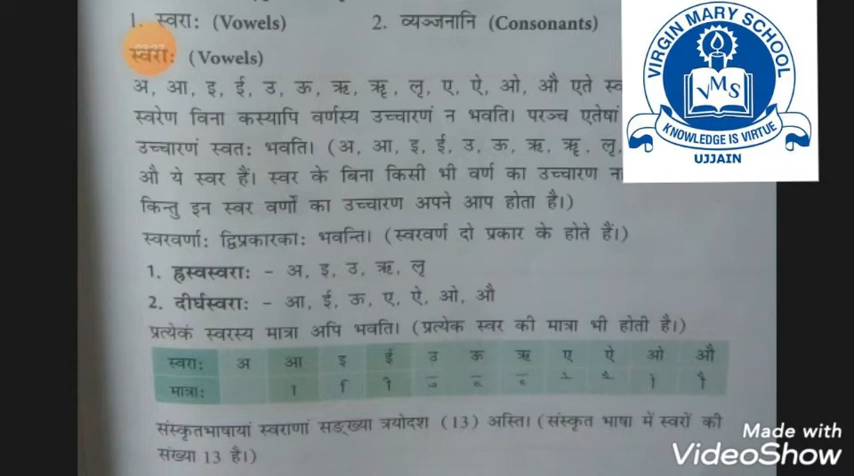 1. स्वराः (Vowels) 2. व्यञ्जनानि (Consonants)
स्वराः (Vowels)
अ, आ, इ, ई, उ, ऊ, ऋ, ॠ, लृ, ए, ऐ, ओ, औ एते
स्वरेण विना कस्यापि वर्णस्य उच्चारणं न भवति। परञ्च एतेषां
उच्चारणं स्वतः भवति। (अ, आ, इ, ई, उ, ऊ, ऋ, ॠ, लृ,
औ ये स्वर हैं। स्वर के बिना किसी भी वर्ण का उच्चारण
किन्तु इन स्वर वर्णों का उच्चारण अपने आप होता है।)
स्वरवर्णाः द्विप्रकारकाः भवन्ति। (स्वरवर्ण दो प्रकार के होते हैं।)
1. ह्रस्वस्वराः - अ, इ, उ, ऋ, लृ
2. दीर्घस्वराः - आ, ई, ऊ, ए, ऐ, ओ, औ
प्रत्येकं स्वरस्य मात्रा अपि भवति। (प्रत्येक स्वर की मात्रा भी होती है।)
स्वराः अ आ इ ई उ ऊ ऋ ए ऐ ओ औ
मात्राः ा ि ी ु ू ृ े ै ो ौ
संस्कृतभाषायां स्वराणां सङ्ख्या त्रयोदश (13) अस्ति। (संस्कृत भाषा में स्वरों की
संख्या 13 है।)
VIRGIN MARY SCHOOL
VMS
KNOWLEDGE IS VIRTUE
UJJAIN
Made with
VideoShow